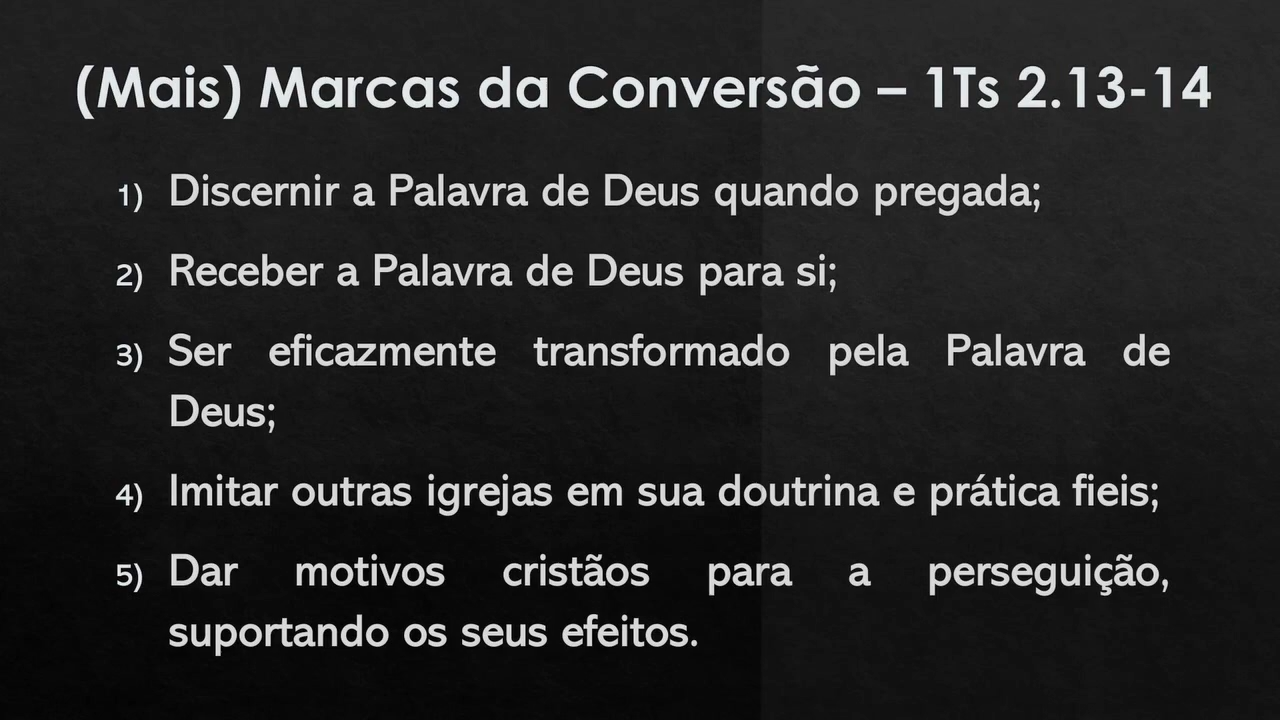 (Mais) Marcas da Conversão – 1Ts 2.13-14
1) Discernir a Palavra de Deus quando pregada;
2) Receber a Palavra de Deus para si;
3) Ser eficazmente transformado pela Palavra de
Deus;
4) Imitar outras igrejas em sua doutrina e prática fieis;
5) Dar motivos cristãos para a perseguição,
suportando os seus efeitos.